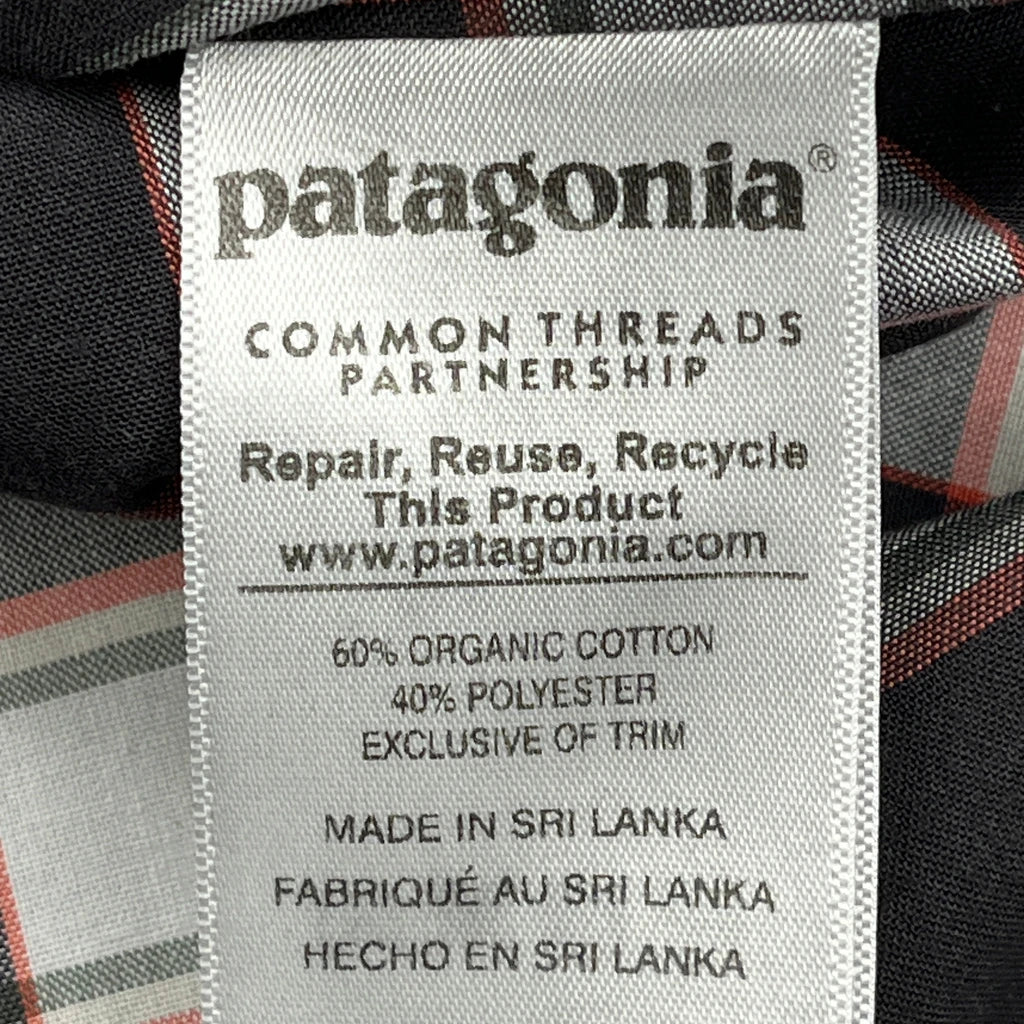 patagonia®
COMMON THREADS
PARTNERSHIP
Repair, Reuse, Recycle
This Product
www.patagonia.com
60% ORGANIC COTTON
40% POLYESTER
EXCLUSIVE OF TRIM
MADE IN SRI LANKA
FABRIQUÉ AU SRI LANKA
HECHO EN SRI LANKA